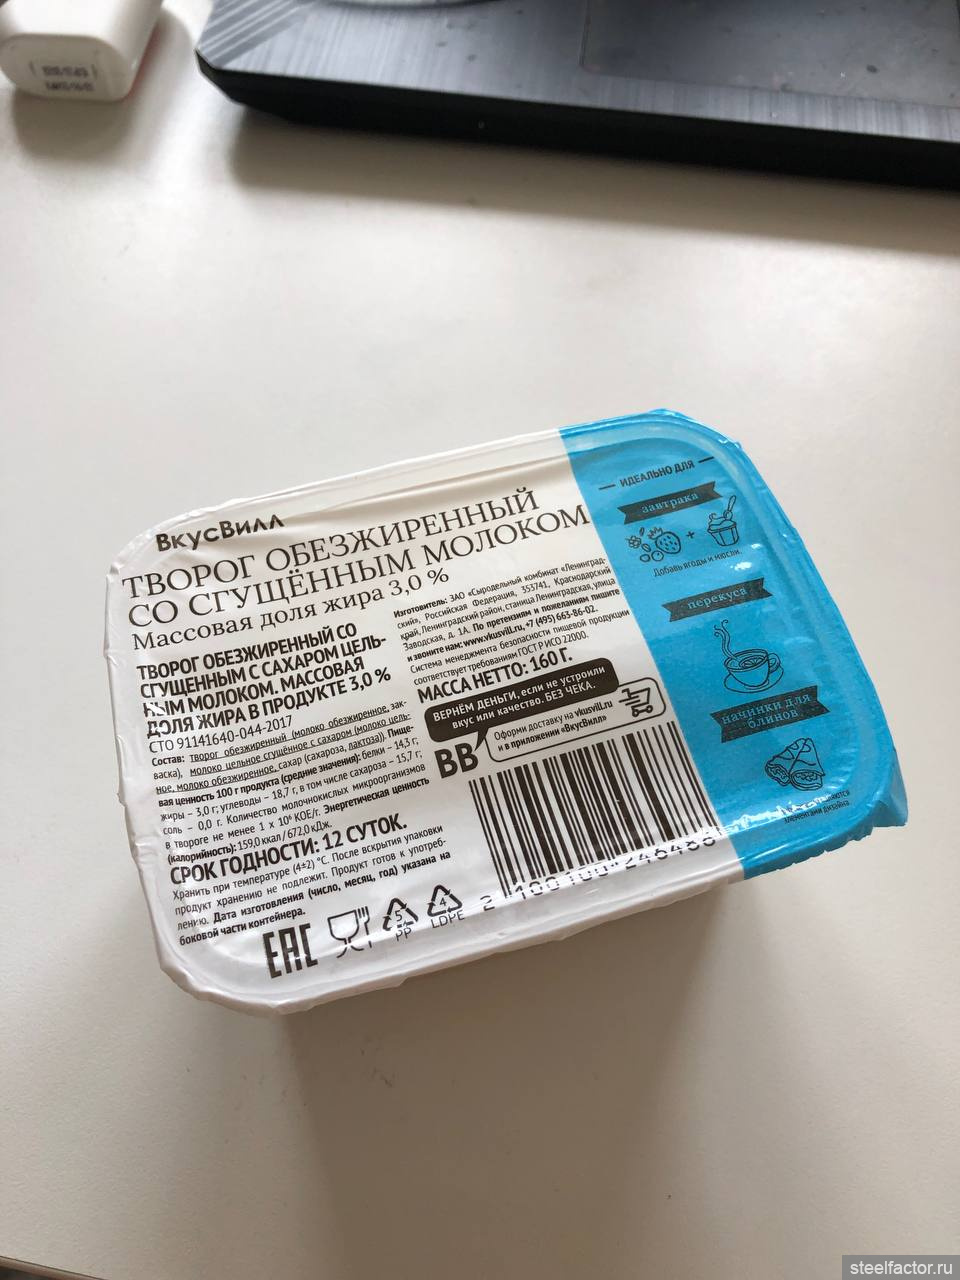 ВкусВилл
ТВОРОГ ОБЕЗЖИРЕННЫЙ
СО СГУЩЁННЫМ МОЛОКОМ
Массовая доля жира 3,0 %
ТВОРОГ ОБЕЗЖИРЕННЫЙ СО
СГУЩЕННЫМ С САХАРОМ ЦЕЛЬ-
НЫМ МОЛОКОМ. МАССОВАЯ
ДОЛЯ ЖИРА В ПРОДУКТЕ 3,0 %
СТО 91141640-044-2017
Состав: творог обезжиренный (молоко обезжиренное, зак-
васка), молоко цельное сгущённое с сахаром (молоко цель-
ное, молоко обезжиренное, сахар (сахароза, лактоза)). Пище-
вая ценность 100 г продукта (средние значения): белки – 14,3 г;
жиры – 3,0 г; углеводы – 18,7 г, в том числе сахароза – 15,7 г;
соль – 0,0 г. Количество молочнокислых микроорганизмов
в твороге не менее 1 х 10⁶ КОЕ/г. Энергетическая ценность
(калорийность): 159,0 ккал / 672,0 кДж.
СРОК ГОДНОСТИ: 12 СУТОК.
Хранить при температуре (4±2) °С. После вскрытия упаковки
продукт хранению не подлежит. Продукт готов к употреб-
лению. Дата изготовления (число, месяц, год) указана на
боковой части контейнера.
EAC
5
PP
4
LDPE
Изготовитель: ЗАО «Сыродельный комбинат «Ленинград-
ский», Российская Федерация, 353741, Краснодарский
край, Ленинградский район, станица Ленинградская, улица
Заводская, д. 1А. По претензиям и пожеланиям пишите
и звоните нам: www.vkusvill.ru, +7 (495) 663-86-02.
Система менеджмента безопасности пищевой продукции
соответствует требованиям ГОСТ Р ИСО 22000.
МАССА НЕТТО: 160 Г.
ВЕРНЁМ ДЕНЬГИ, если не устроили
вкус или качество. БЕЗ ЧЕКА.
ВВ
Оформи доставку на vkusvill.ru
и в приложении «ВкусВилл»
2 100100 246488
ИДЕАЛЬНО ДЛЯ
завтрака
+
Добавь ягоды и мюсли.
перекуса
начинки для
блинов
элементами дизайна.
steelfactor.ru